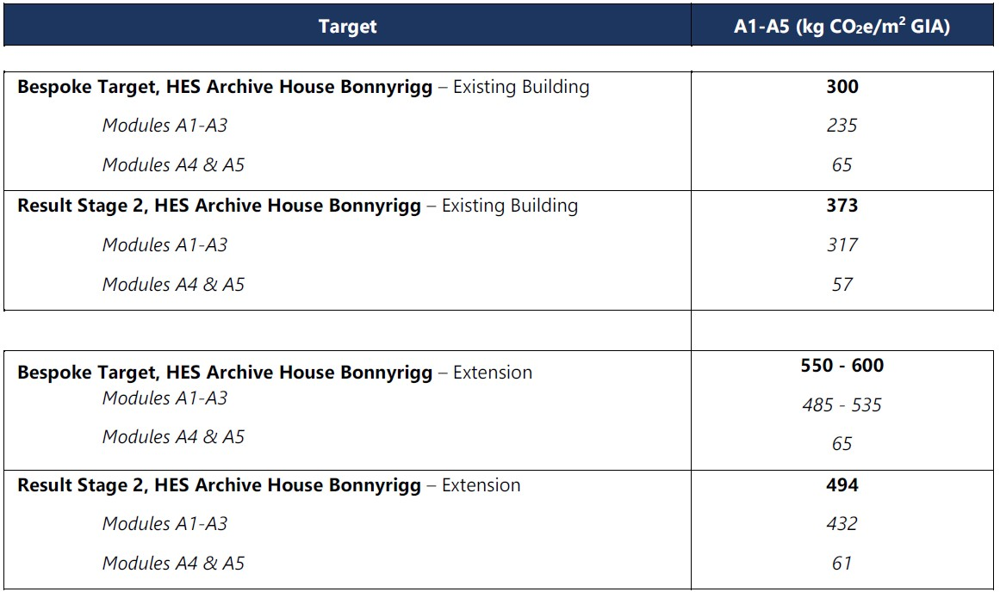 Target A1-A5 (kg CO₂e/m² GIA)
Bespoke Target, HES Archive House Bonnyrigg – Existing Building 300
Modules A1-A3 235
Modules A4 & A5 65
Result Stage 2, HES Archive House Bonnyrigg – Existing Building 373
Modules A1-A3 317
Modules A4 & A5 57
Bespoke Target, HES Archive House Bonnyrigg – Extension 550 - 600
Modules A1-A3 485 - 535
Modules A4 & A5 65
Result Stage 2, HES Archive House Bonnyrigg – Extension 494
Modules A1-A3 432
Modules A4 & A5 61